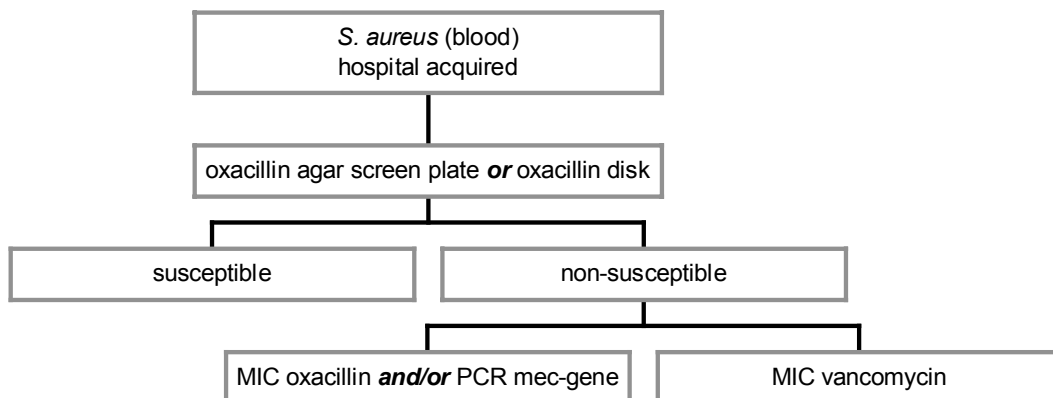 S. aureus (blood)
hospital acquired
oxacillin agar screen plate or oxacillin disk
susceptible
non-susceptible
MIC oxacillin and/or PCR mec-gene
MIC vancomycin